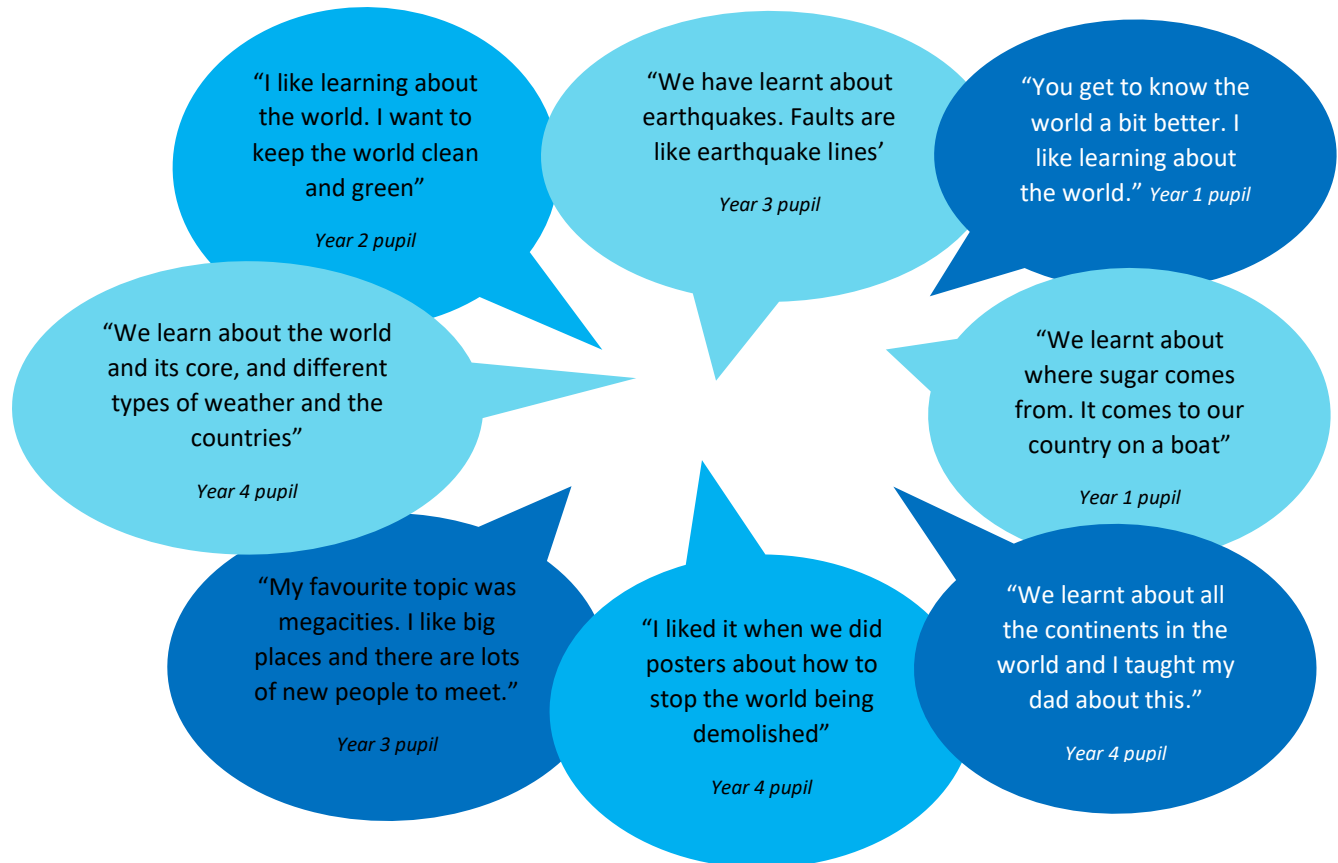 “I like learning about
the world. I want to
keep the world clean
and green”
Year 2 pupil
“We have learnt about
earthquakes. Faults are
like earthquake lines’
Year 3 pupil
“You get to know the
world a bit better. I
like learning about
the world.” Year 1 pupil
“We learn about the world
and its core, and different
types of weather and the
countries”
Year 4 pupil
“We learnt about
where sugar comes
from. It comes to our
country on a boat”
Year 1 pupil
“My favourite topic was
megacities. I like big
places and there are lots
of new people to meet.”
Year 3 pupil
“I liked it when we did
posters about how to
stop the world being
demolished”
Year 4 pupil
“We learnt about all
the continents in the
world and I taught my
dad about this.”
Year 4 pupil